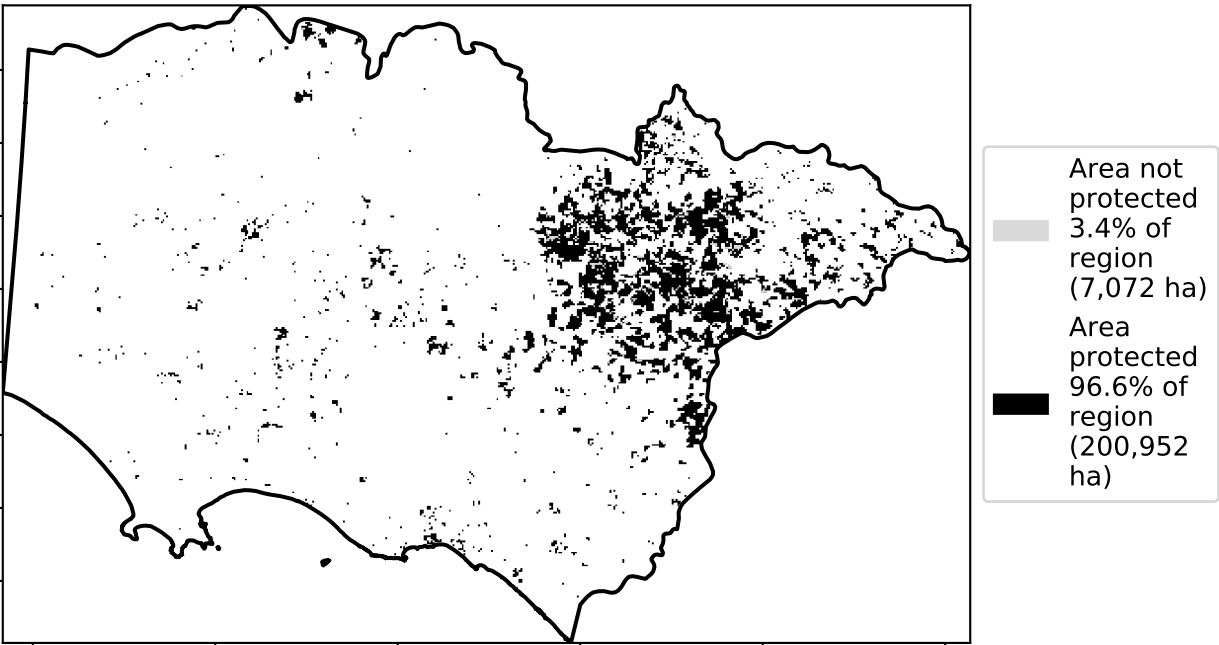 Area not
protected
3.4% of
region
(7,072 ha)
Area
protected
96.6% of
region
(200,952
ha)